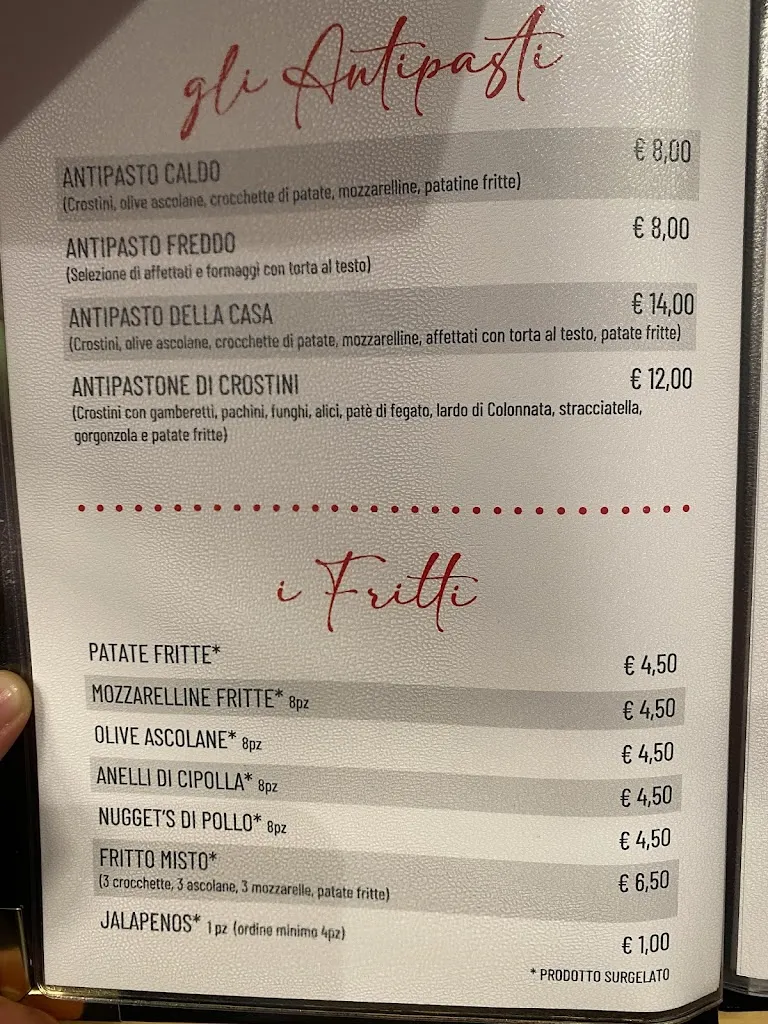 gli Antipasti
ANTIPASTO CALDO € 8,00
(Crostini, olive ascolane, crocchette di patate, mozzarelline, patatine fritte)
ANTIPASTO FREDDO € 8,00
(Selezione di affettati e formaggi con torta al testo)
ANTIPASTO DELLA CASA € 14,00
(Crostini, olive ascolane, crocchette di patate, mozzarelline, affettati con torta al testo, patate fritte)
ANTIPASTONE DI CROSTINI € 12,00
(Crostini con gamberetti, pachini, funghi, alici, patè di fegato, lardo di Colonnata, stracciatella,
gorgonzola e patate fritte)
i Fritti
PATATE FRITTE* € 4,50
MOZZARELLINE FRITTE* 8pz € 4,50
OLIVE ASCOLANE* 8pz € 4,50
ANELLI DI CIPOLLA* 8pz € 4,50
NUGGET'S DI POLLO* 8pz € 4,50
FRITTO MISTO* € 6,50
(3 crocchette, 3 ascolane, 3 mozzarelle, patate fritte)
JALAPENOS* 1 pz (ordine minimo 4pz) € 1,00
* PRODOTTO SURGELATO